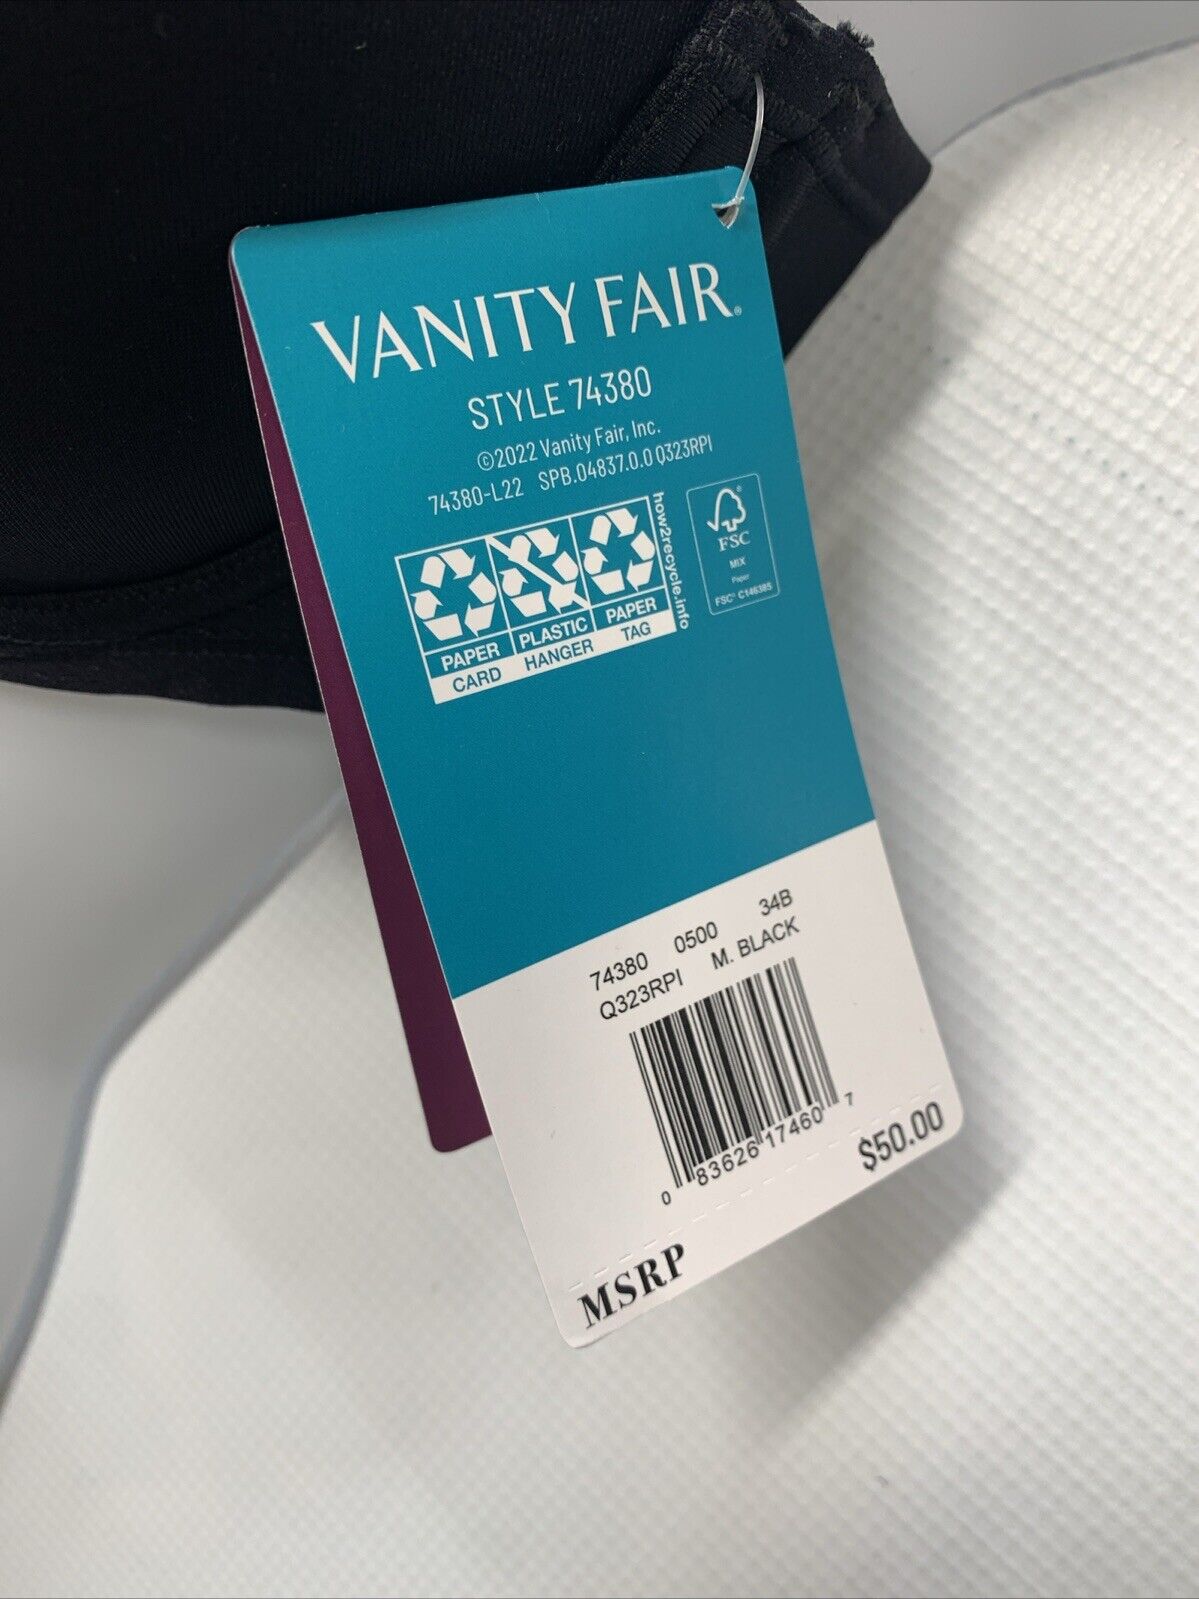 VANITY FAIR®
STYLE 74380
©2022 Vanity Fair, Inc.
74380-L22 SPB.04837.0.0 Q323RPI
PAPER PLASTIC PAPER
CARD HANGER TAG
how2recycle.info
FSC
MIX
Paper
FSC® C146385
74380 0500 34B
Q323RPI M. BLACK
0 83626 17460 7
$50.00
MSRP